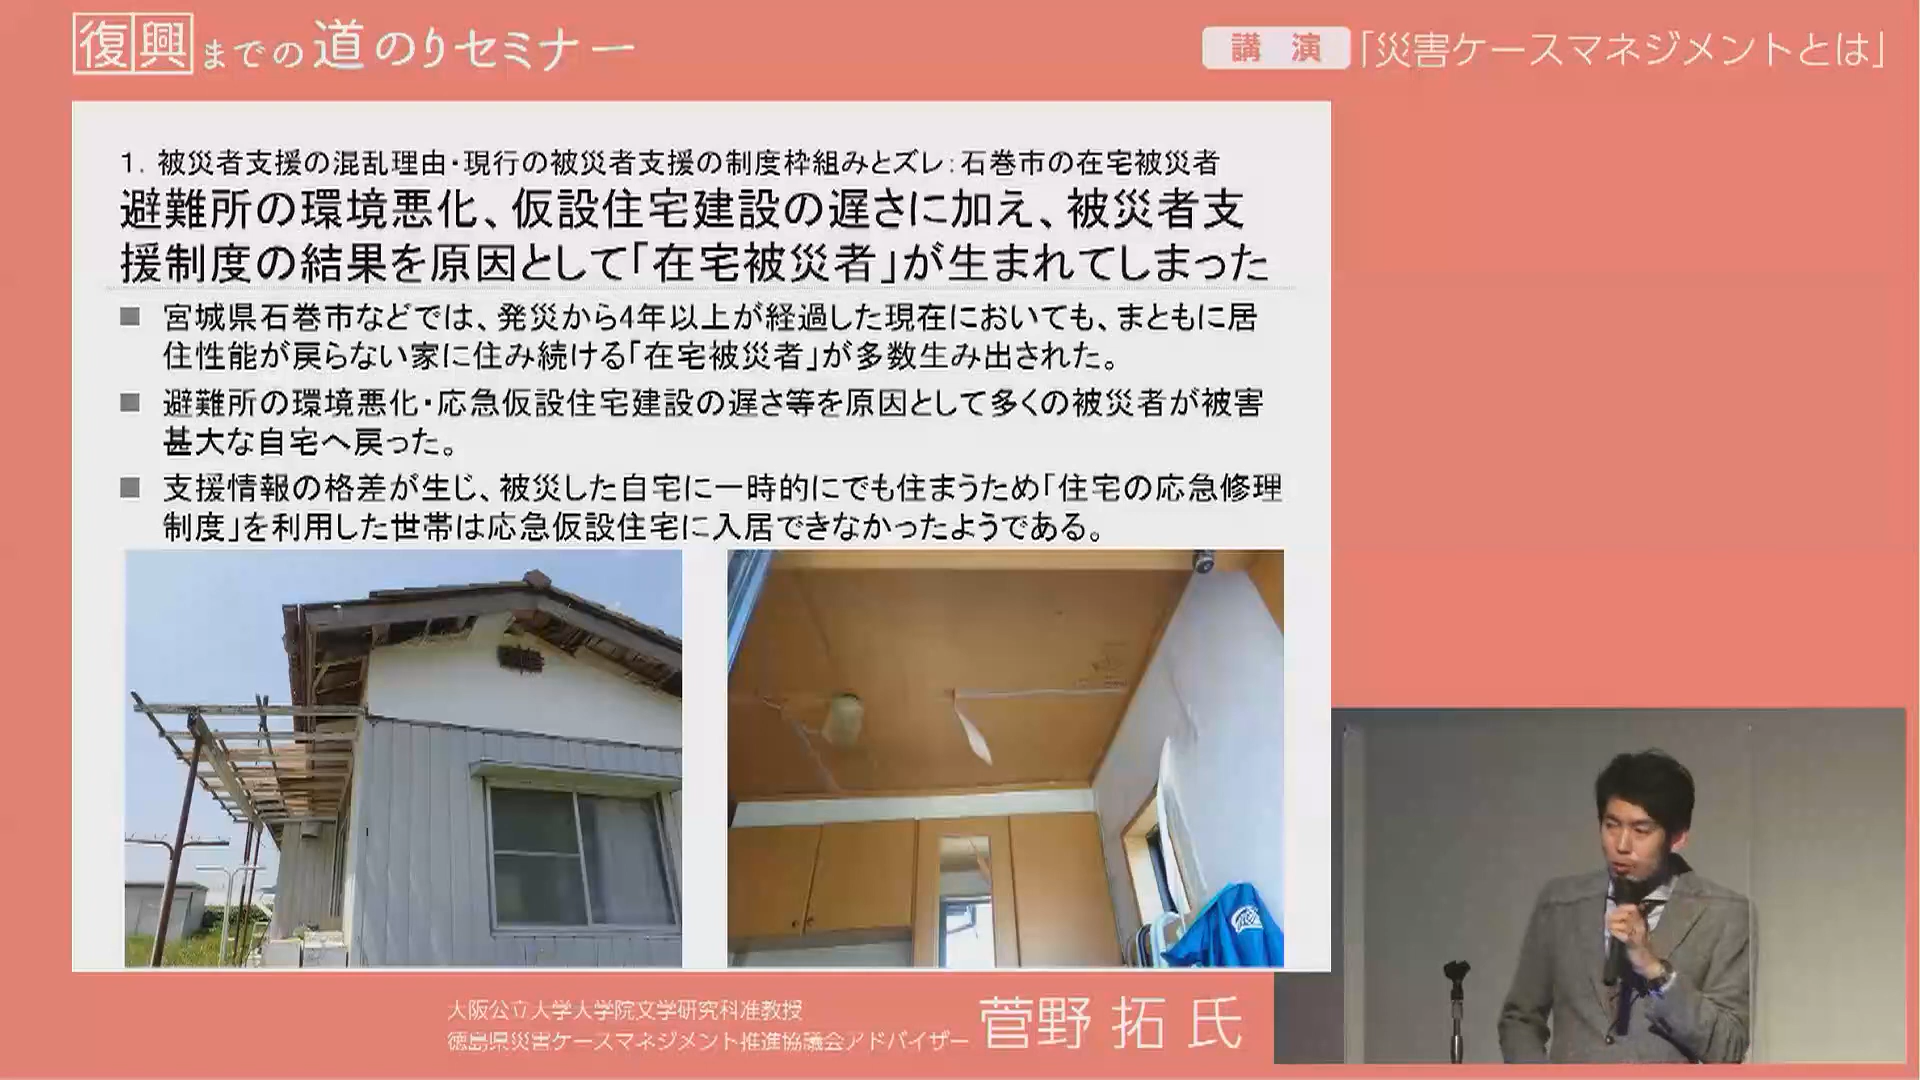 復興までの道のりセミナー
講演「災害ケースマネジメントとは」
1. 被災者支援の混乱理由・現行の被災者支援の制度枠組みとズレ：石巻市の在宅被災者
避難所の環境悪化、仮設住宅建設の遅さに加え、被災者支
援制度の結果を原因として「在宅被災者」が生まれてしまった
■ 宮城県石巻市などでは、発災から4年以上が経過した現在においても、まともに居
住性能が戻らない家に住み続ける「在宅被災者」が多数生み出された。
■ 避難所の環境悪化・応急仮設住宅建設の遅さ等を原因として多くの被災者が被害
甚大な自宅へ戻った。
■ 支援情報の格差が生じ、被災した自宅に一時的にでも住まうため「住宅の応急修理
制度」を利用した世帯は応急仮設住宅に入居できなかったようである。
大阪公立大学大学院文学研究科准教授
徳島県災害ケースマネジメント推進協議会アドバイザー
菅野 拓 氏